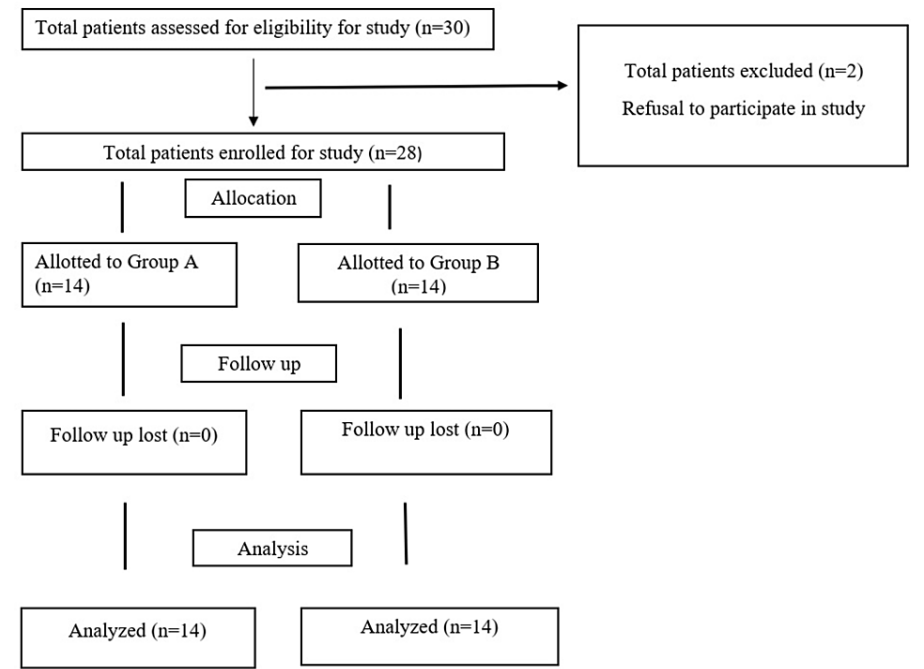 Total patients assessed for eligibility for study (n=30)
Total patients excluded (n=2)
Refusal to participate in study
Total patients enrolled for study (n=28)
Allocation
Allotted to Group A
(n=14)
Allotted to Group B
(n=14)
Follow up
Follow up lost (n=0)
Follow up lost (n=0)
Analysis
Analyzed (n=14)
Analyzed (n=14)